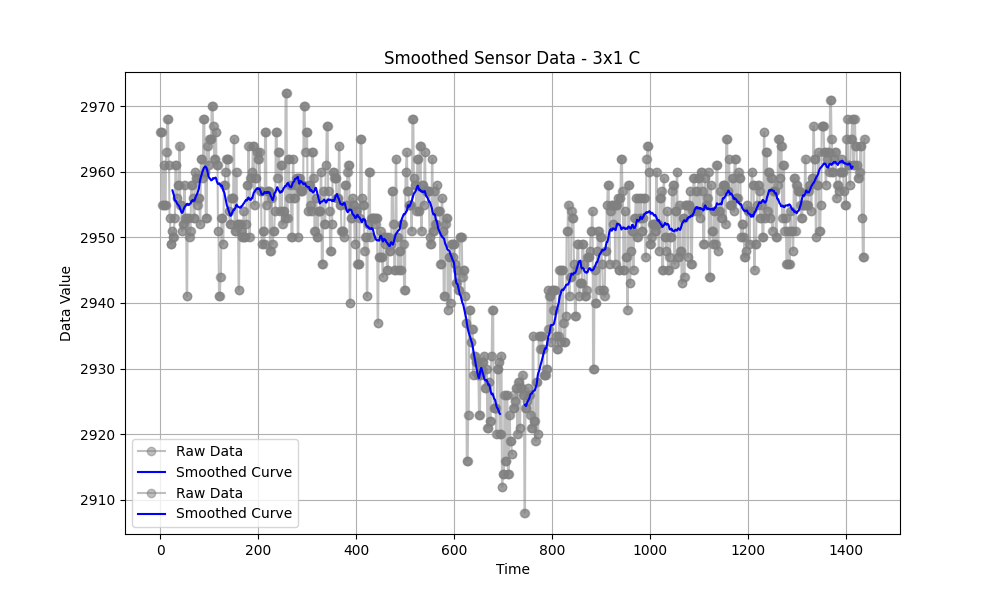 Smoothed Sensor Data - 3x1 C
Data Value
2970
2960
2950
2940
2930
2920
2910
Raw Data
Smoothed Curve
Raw Data
Smoothed Curve
0 200 400 600 800 1000 1200 1400
Time